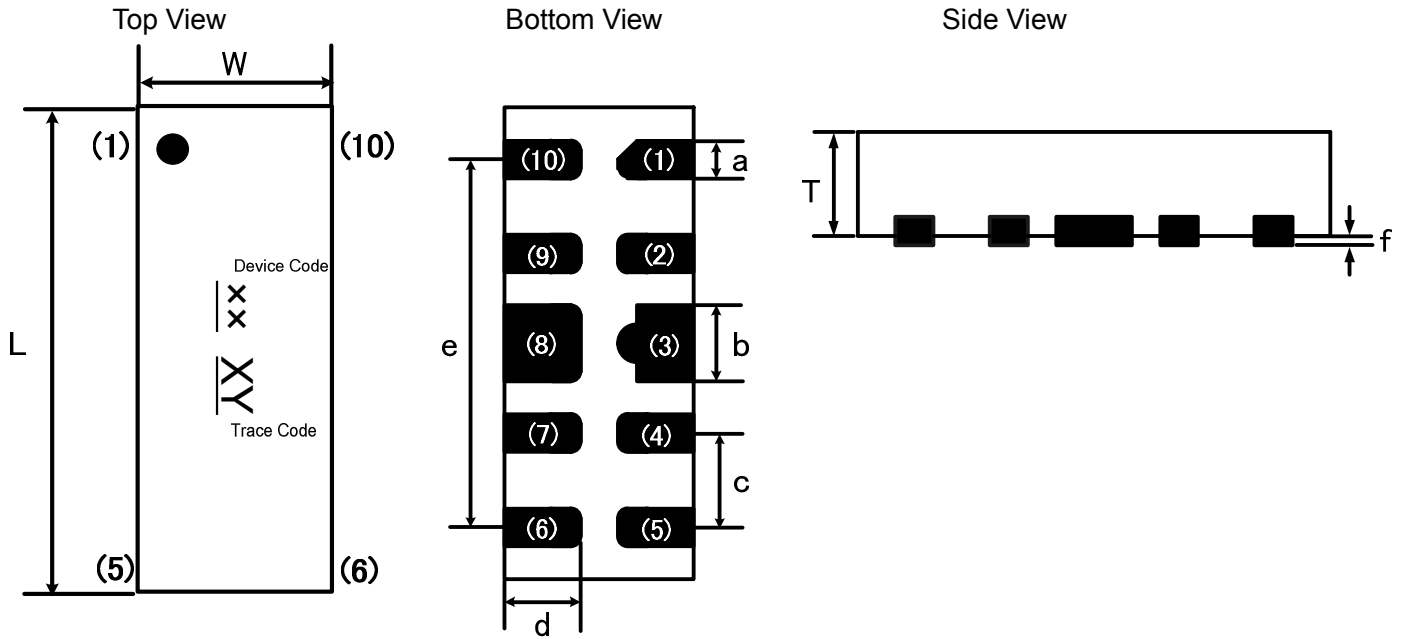 Top View
Bottom View
Side View
W
(1)
(10)
L
Device Code
××
XY
Trace Code
(5)
(6)
(10)
(1)
a
(9)
(2)
e
(8)
(3)
b
(7)
(4)
c
(6)
(5)
d
T
f